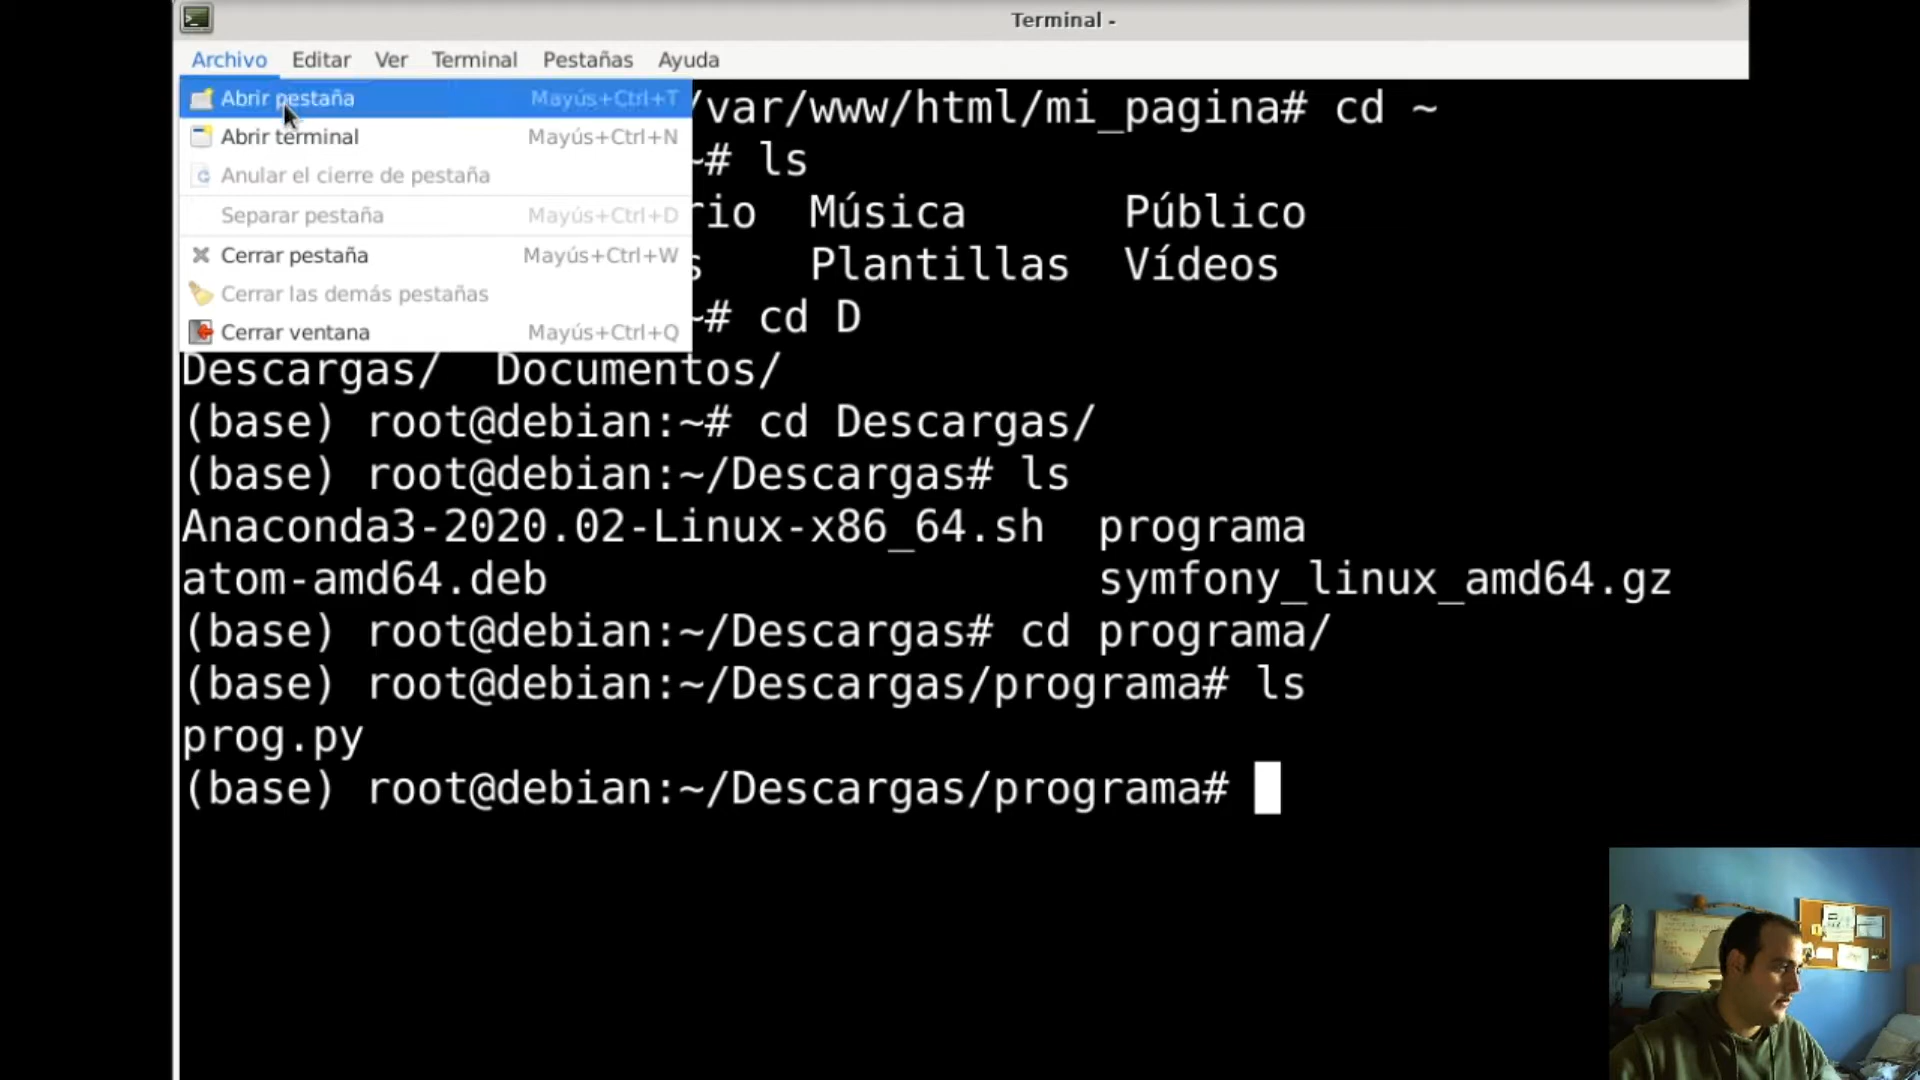 Terminal -
Archivo Editar Ver Terminal Pestañas Ayuda
Abrir pestaña Mayús+Ctrl+T
Abrir terminal Mayús+Ctrl+N
Anular el cierre de pestaña
Separar pestaña Mayús+Ctrl+D
Cerrar pestaña Mayús+Ctrl+W
Cerrar las demás pestañas
Cerrar ventana Mayús+Ctrl+Q
/var/www/html/mi_pagina# cd ~
~# ls
rio Música Público
s Plantillas Vídeos
~# cd D
Descargas/ Documentos/
(base) root@debian:~# cd Descargas/
(base) root@debian:~/Descargas# ls
Anaconda3-2020.02-Linux-x86_64.sh programa
atom-amd64.deb symfony_linux_amd64.gz
(base) root@debian:~/Descargas# cd programa/
(base) root@debian:~/Descargas/programa# ls
prog.py
(base) root@debian:~/Descargas/programa#